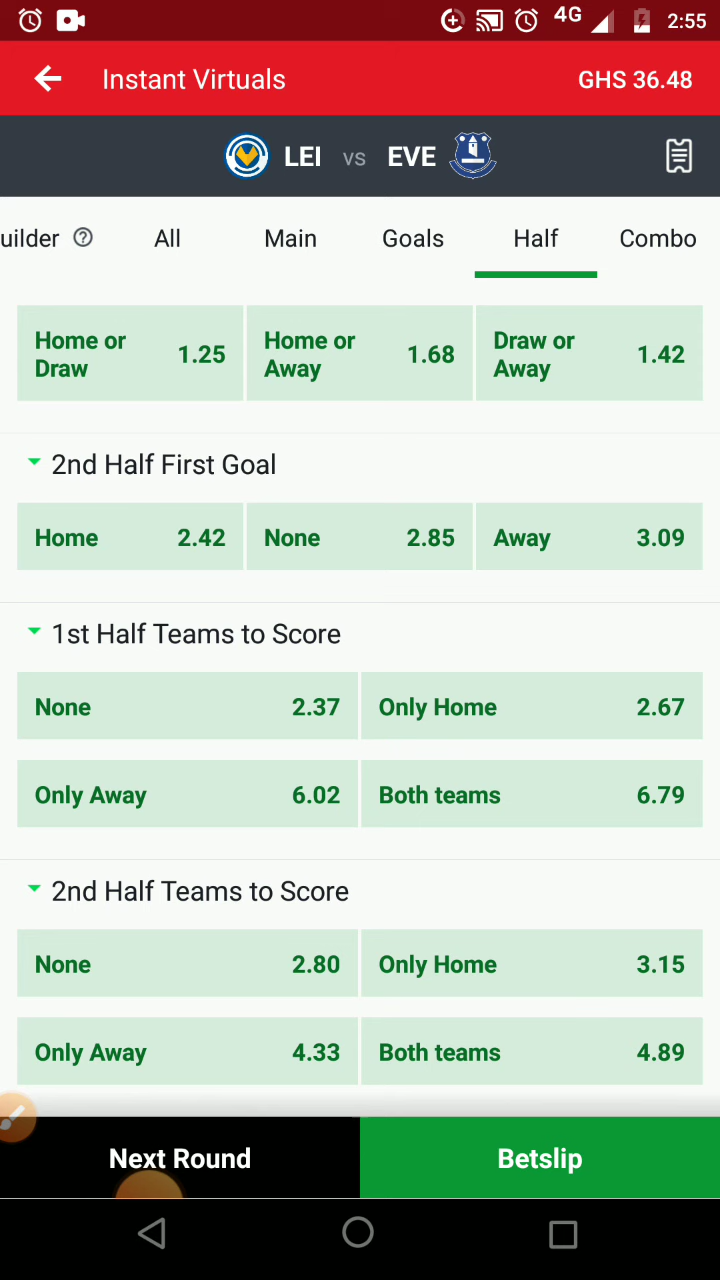 4G 2:55
Instant Virtuals GHS 36.48
LEI vs EVE
uilder ? All Main Goals Half Combo
Home or Draw 1.25 Home or Away 1.68 Draw or Away 1.42
2nd Half First Goal
Home 2.42 None 2.85 Away 3.09
1st Half Teams to Score
None 2.37 Only Home 2.67
Only Away 6.02 Both teams 6.79
2nd Half Teams to Score
None 2.80 Only Home 3.15
Only Away 4.33 Both teams 4.89
Next Round Betslip